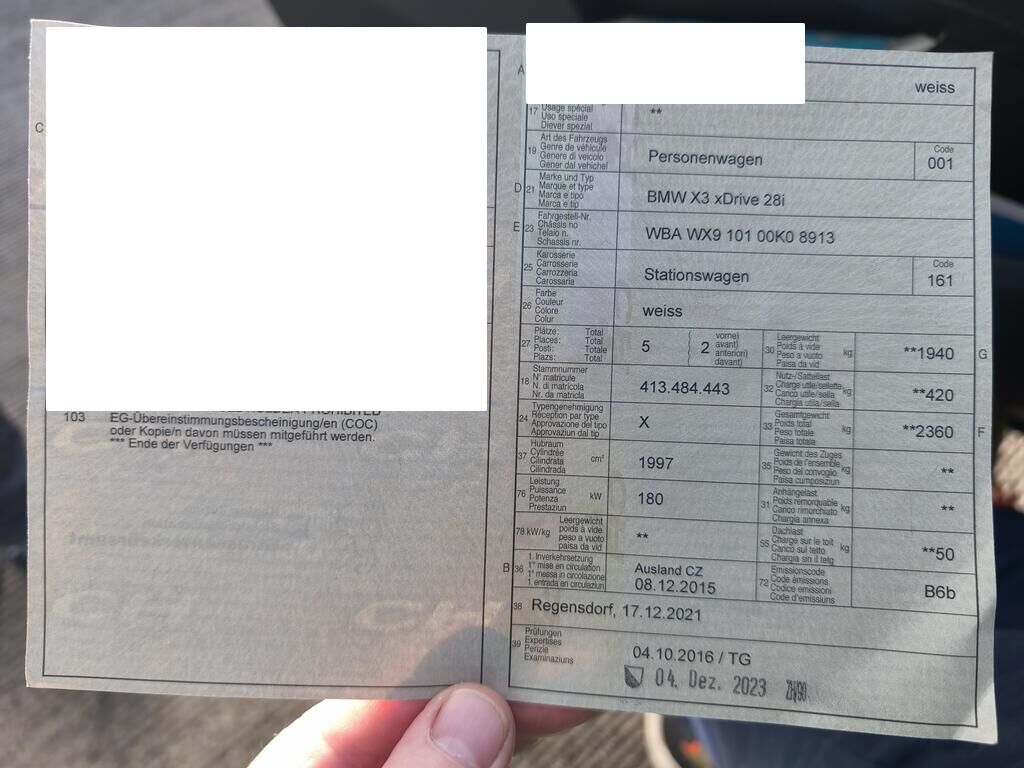 C
103 EG-Übereinstimmungsbescheinigung/en (COC)
oder Kopie/n davon müssen mitgeführt werden.
*** Ende der Verfügungen ***
A
weiss
17 Usage spécial
Uso speciale
Diever spezial
**
19 Art des Fahrzeugs
Genre de véhicule
Genere di veicolo
Gener dal vehichel
Personenwagen
Code
001
D 21 Marke und Typ
Marque et type
Marca e tipo
Marca e tip
BMW X3 xDrive 28i
E 23 Fahrgestell-Nr.
Châssis no
Telaio n.
Schassis nr.
WBA WX9 101 00K0 8913
25 Karosserie
Carrosserie
Carrozzeria
Carossaria
Stationswagen
Code
161
26 Farbe
Couleur
Colore
Colur
weiss
27 Plätze: Total
Places: Total
Posti: Totale
Plazs: Total
5
2
vorne)
avant)
anteriori)
davant)
30 Leergewicht
Poids à vide
Peso a vuoto
Paisa da vid
kg
**1940
G
18 Stammnummer
N° matricule
N. di matricola
Nr. da matricla
413.484.443
32 Nutz-/Sattellast
Charge utile/sellette
Carico utile/sella
Chargia utila/sella
kg
**420
24 Typengenehmigung
Réception par type
Approvazione del tipo
Approvaziun dal tip
X
33 Gesamtgewicht
Poids total
Peso totale
Paisa totala
kg
**2360
F
37 Hubraum
Cylindrée
Cilindrata
Cilindrada
cm³
1997
35 Gewicht des Zuges
Poids de l'ensemble
Peso del convoglio
Paisa cumposiziun
kg
**
76 Leistung
Puissance
Potenza
Prestaziun
kW
180
31 Anhängelast
Poids remorquable
Carico rimorchiato
Chargia annexa
kg
**
78 kW/kg
Leergewicht
poids à vide
peso a vuoto
paisa da vid
**
55 Dachlast
Charge sur le toit
Carico sul tetto
Chargia sin il tetg
kg
**50
B 36 1. Inverkehrsetzung
1re mise en circulation
1a messa in circolazione
1. entrada en circulaziun
Ausland CZ
08.12.2015
72 Emissionscode
Code émissions
Codice emissioni
Code d'emissiuns
B6b
38 Regensdorf, 17.12.2021
39 Prüfungen
Expertises
Perizie
Examinaziuns
04.10.2016 / TG
04. Dez. 2023